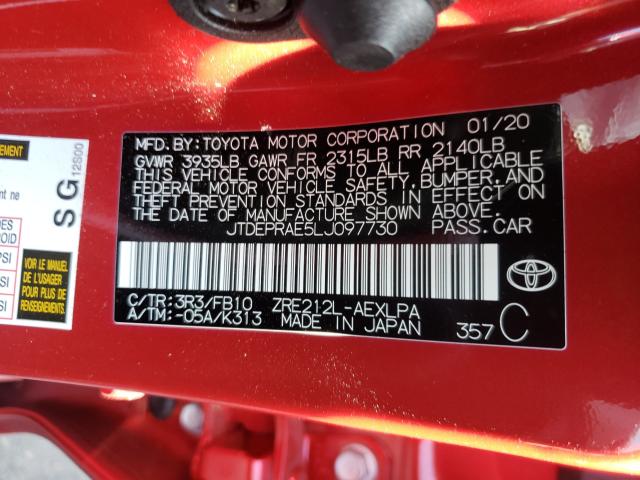 MFD.BY:TOYOTA MOTOR CORPORATION 01/20
GVWR 3935LB GAWR FR 2315LB RR 2140LB
THIS VEHICLE CONFORMS TO ALL APPLICABLE
FEDERAL MOTOR VEHICLE SAFETY,BUMPER,AND
THEFT PREVENTION STANDARDS IN EFFECT ON
THE DATE OF MANUFACTURE SHOWN ABOVE.
JTDEPRAE5LJ097730 PASS.CAR
C/TR:3R3/FB10 ZRE212L-AEXLPA
A/TM:-05A/K313 MADE IN JAPAN
357 C
SG 12S00
VOIR LE
MANUEL
DE L'USAGER
POUR PLUS DE
RENSEIGNEMENTS.